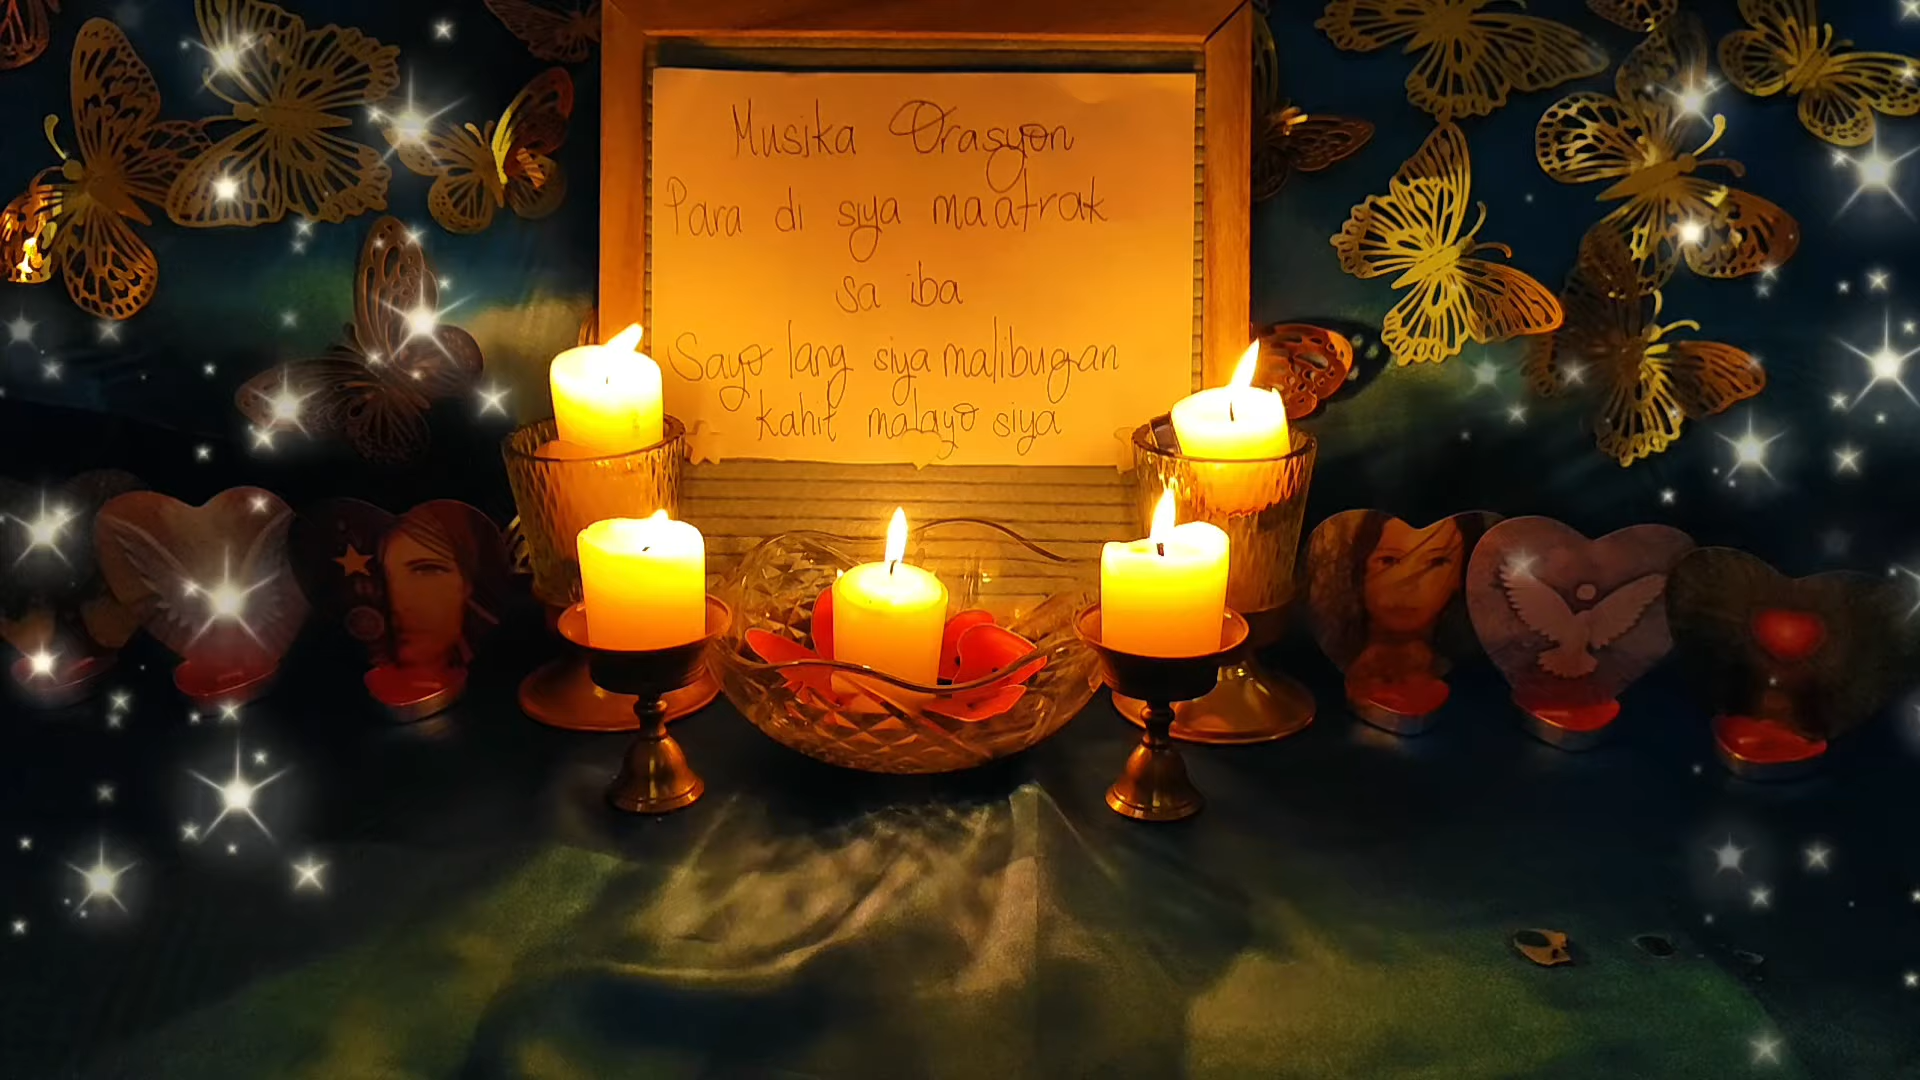 Musika Orasyon
Para di siya maatrak
sa iba
Sayo lang siya malibugan
kahit malayo siya